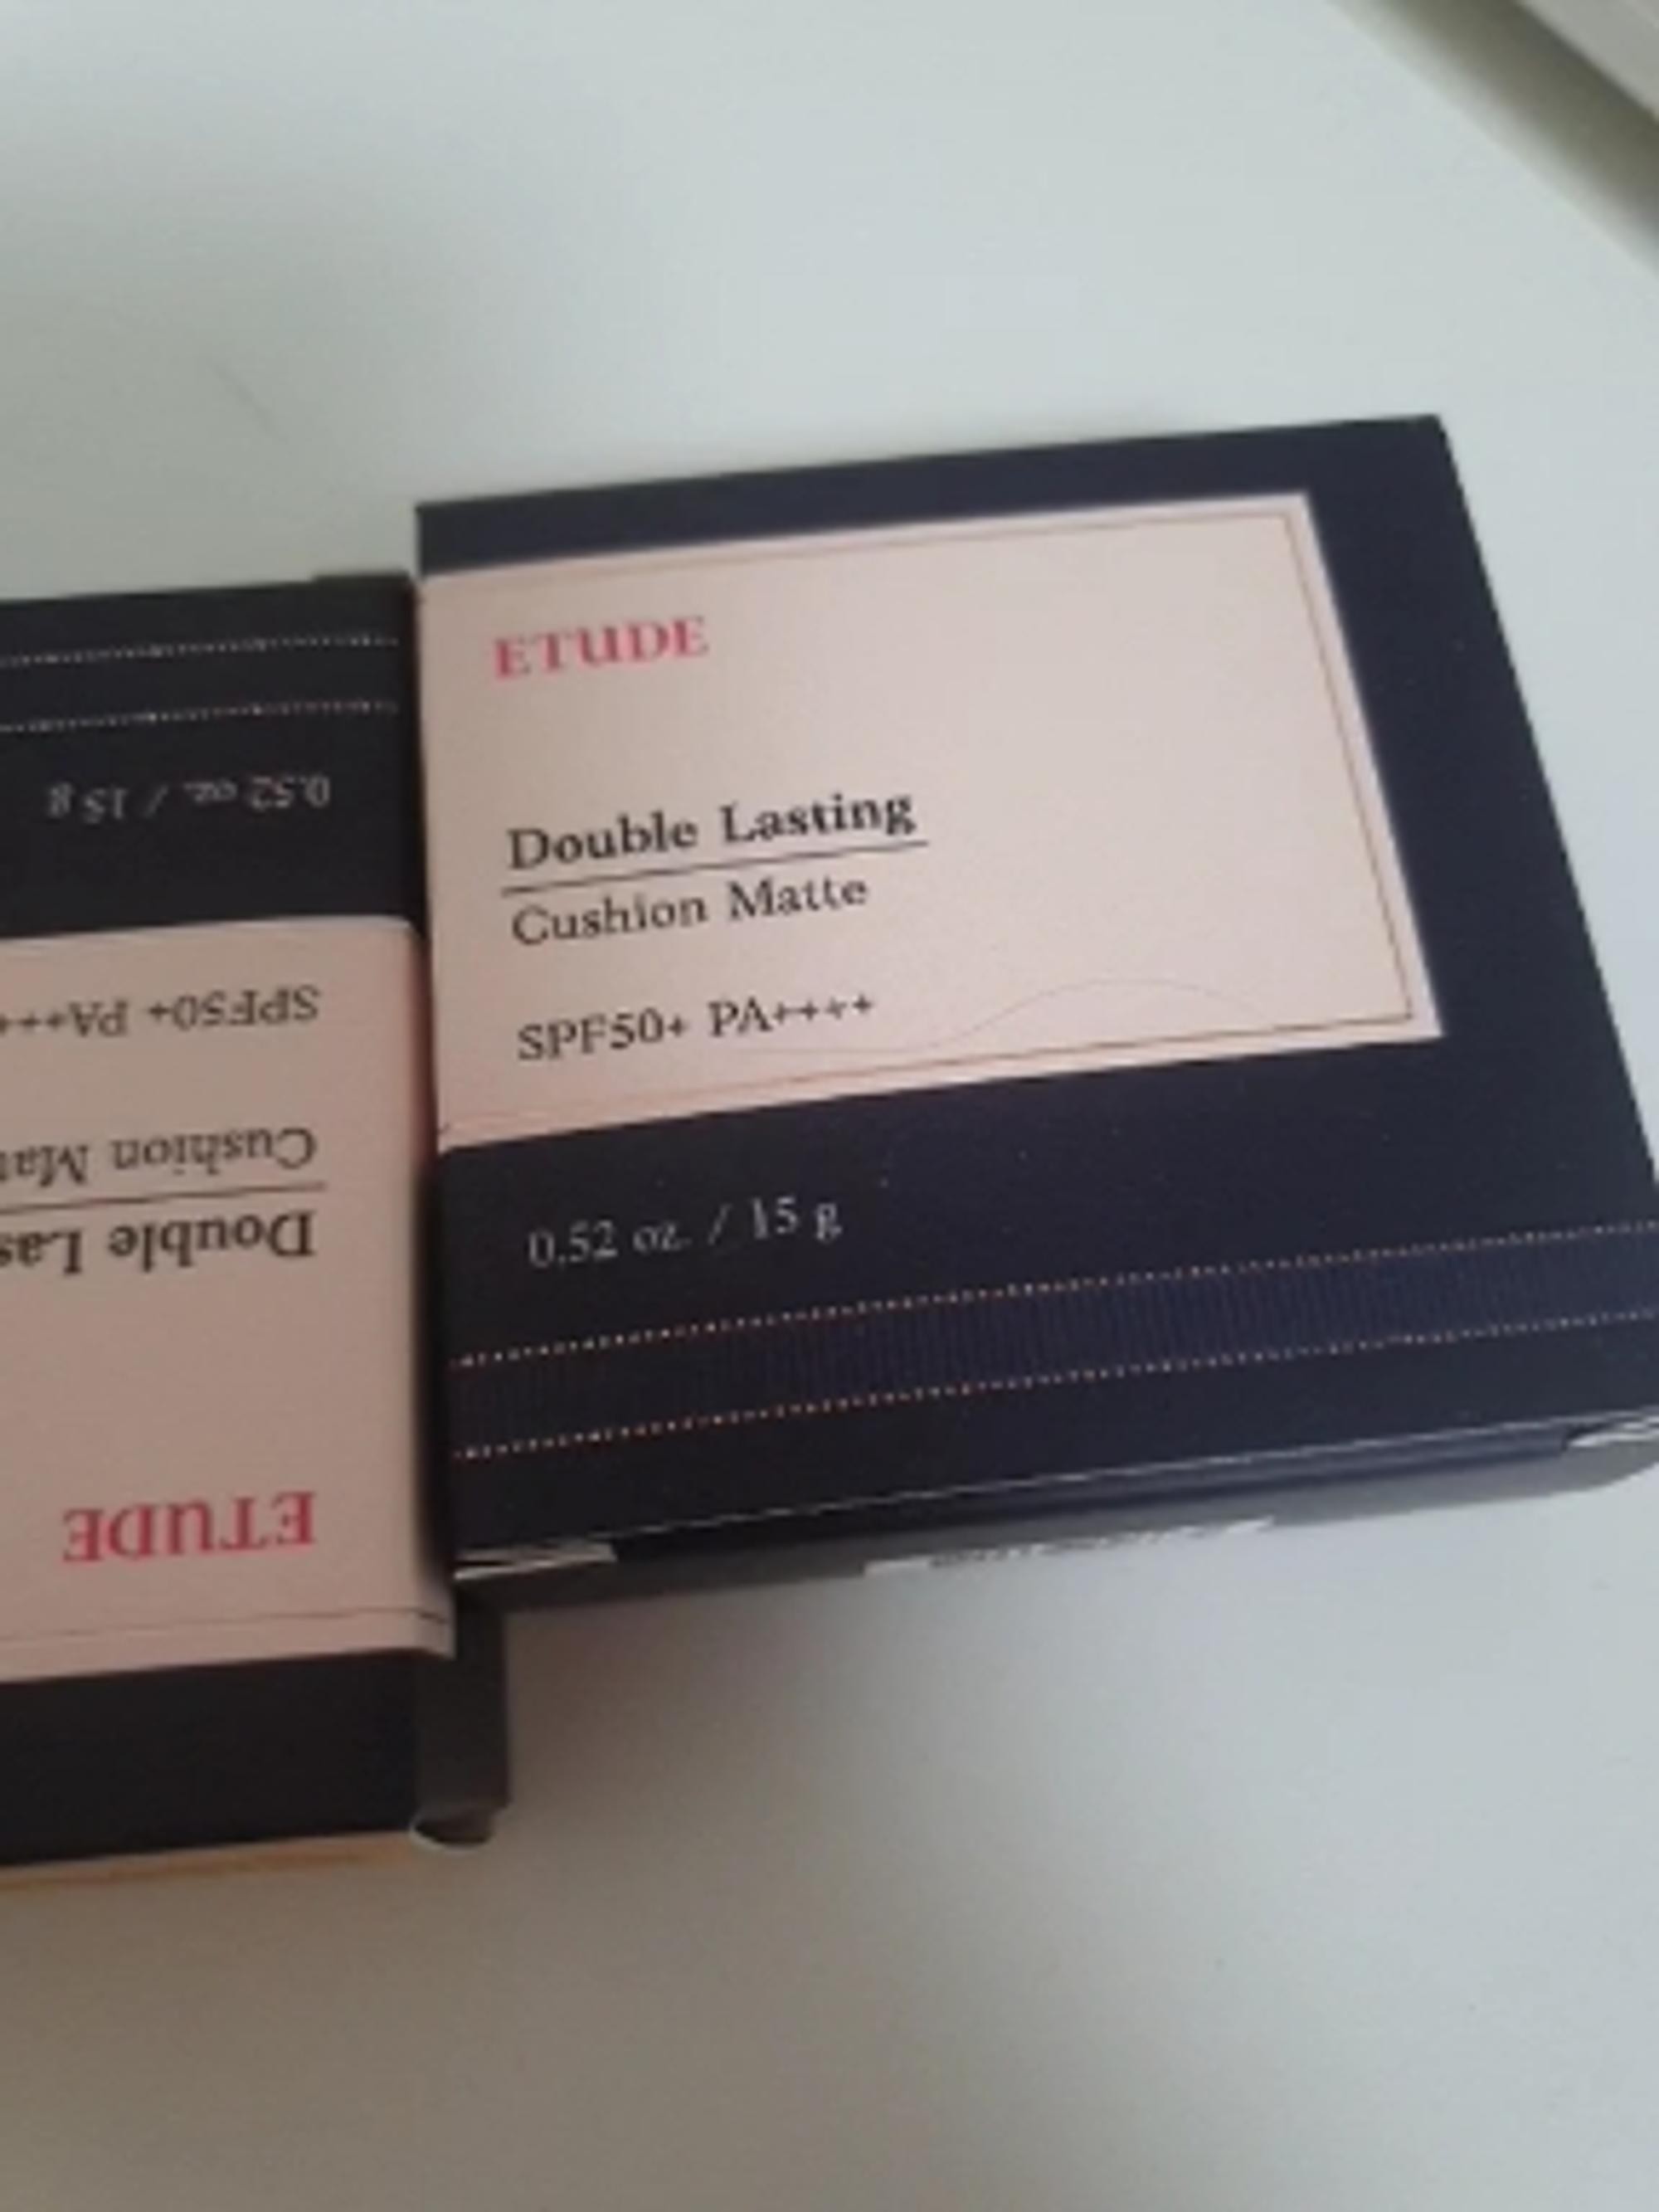 ETUDE
Double Lasting
Cushion Matte
SPF50+ PA++++
0.52 oz. / 15 g
ETUDE
Double Las
Cushion Mat
SPF50+ PA+++
0.52 oz. / 15 g